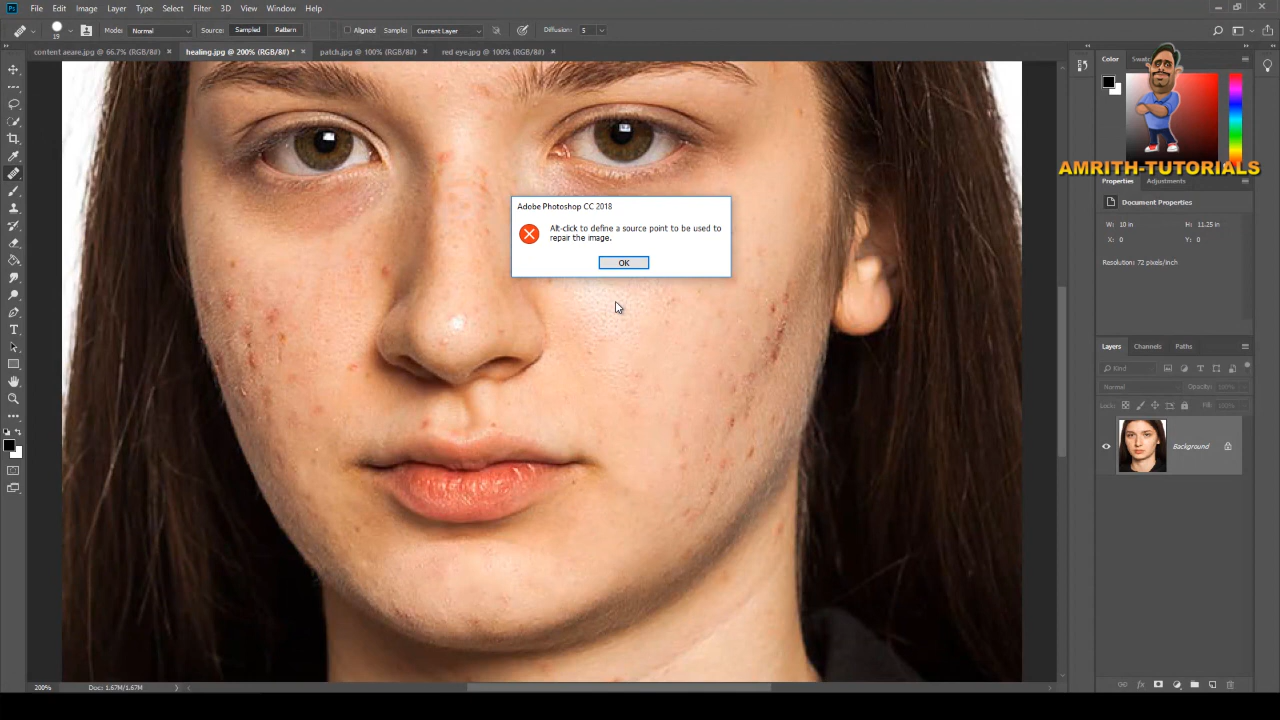 File Edit Image Layer Type Select Filter 3D View Window Help
19 Mode: Normal Source: Sampled Pattern Aligned Sample: Current Layer Diffusion: 5
content aeare.jpg @ 66.7% (RGB/8#) × healing.jpg @ 200% (RGB/8#) * × patch.jpg @ 100% (RGB/8#) × red eye.jpg @ 100% (RGB/8#) ×
Color
AMRITH-TUTORIALS
Properties Adjustments
Document Properties
W: 10 in H: 11.25 in
X: 0 Y: 0
Resolution: 72 pixels/inch
Adobe Photoshop CC 2018
Alt-click to define a source point to be used to
repair the image.
OK
Layers Channels Paths
Kind
Normal Opacity: 100%
Lock: Fill: 100%
Background
200% Doc: 1.67M/1.67M